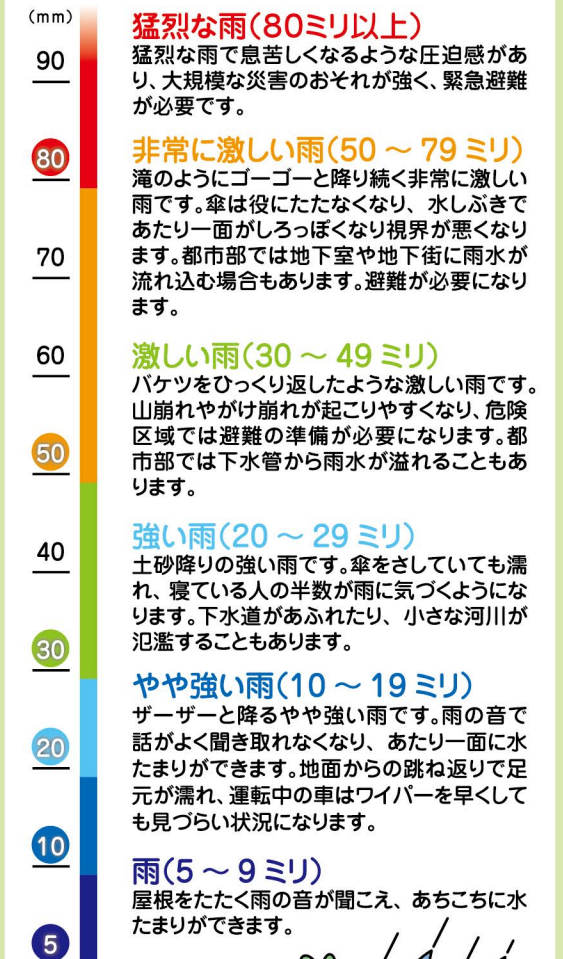 (mm)
90
80
70
60
50
40
30
20
10
5
猛烈な雨(80ミリ以上)
猛烈な雨で息苦しくなるような圧迫感があ
り、大規模な災害のおそれが強く、緊急避難
が必要です。
非常に激しい雨(50 ～ 79 ミリ)
滝のようにゴーゴーと降り続く非常に激しい
雨です。傘は役にたたなくなり、水しぶきで
あたり一面がしろっぽくなり視界が悪くなり
ます。都市部では地下室や地下街に雨水が
流れ込む場合もあります。避難が必要になり
ます。
激しい雨(30 ～ 49 ミリ)
バケツをひっくり返したような激しい雨です。
山崩れやがけ崩れが起こりやすくなり、危険
区域では避難の準備が必要になります。都
市部では下水管から雨水が溢れることもあ
ります。
強い雨(20 ～ 29 ミリ)
土砂降りの強い雨です。傘をさしていても濡
れ、寝ている人の半数が雨に気づくようにな
ります。下水道があふれたり、小さな河川が
氾濫することもあります。
やや強い雨(10 ～ 19 ミリ)
ザーザーと降るやや強い雨です。雨の音で
話がよく聞き取れなくなり、あたり一面に水
たまりができます。地面からの跳ね返りで足
元が濡れ、運転中の車はワイパーを早くして
も見づらい状況になります。
雨(5 ～ 9 ミリ)
屋根をたたく雨の音が聞こえ、あちこちに水
たまりができます。